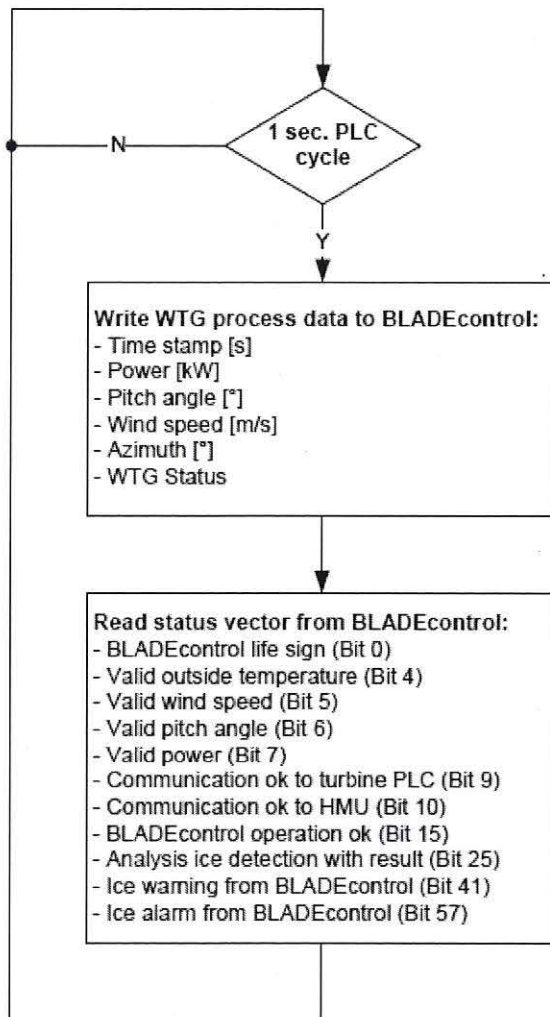 1 sec. PLC
cycle
N
Y
Write WTG process data to BLADEcontrol:
- Time stamp [s]
- Power [kW]
- Pitch angle [°]
- Wind speed [m/s]
- Azimuth [°]
- WTG Status
Read status vector from BLADEcontrol:
- BLADEcontrol life sign (Bit 0)
- Valid outside temperature (Bit 4)
- Valid wind speed (Bit 5)
- Valid pitch angle (Bit 6)
- Valid power (Bit 7)
- Communication ok to turbine PLC (Bit 9)
- Communication ok to HMU (Bit 10)
- BLADEcontrol operation ok (Bit 15)
- Analysis ice detection with result (Bit 25)
- Ice warning from BLADEcontrol (Bit 41)
- Ice alarm from BLADEcontrol (Bit 57)